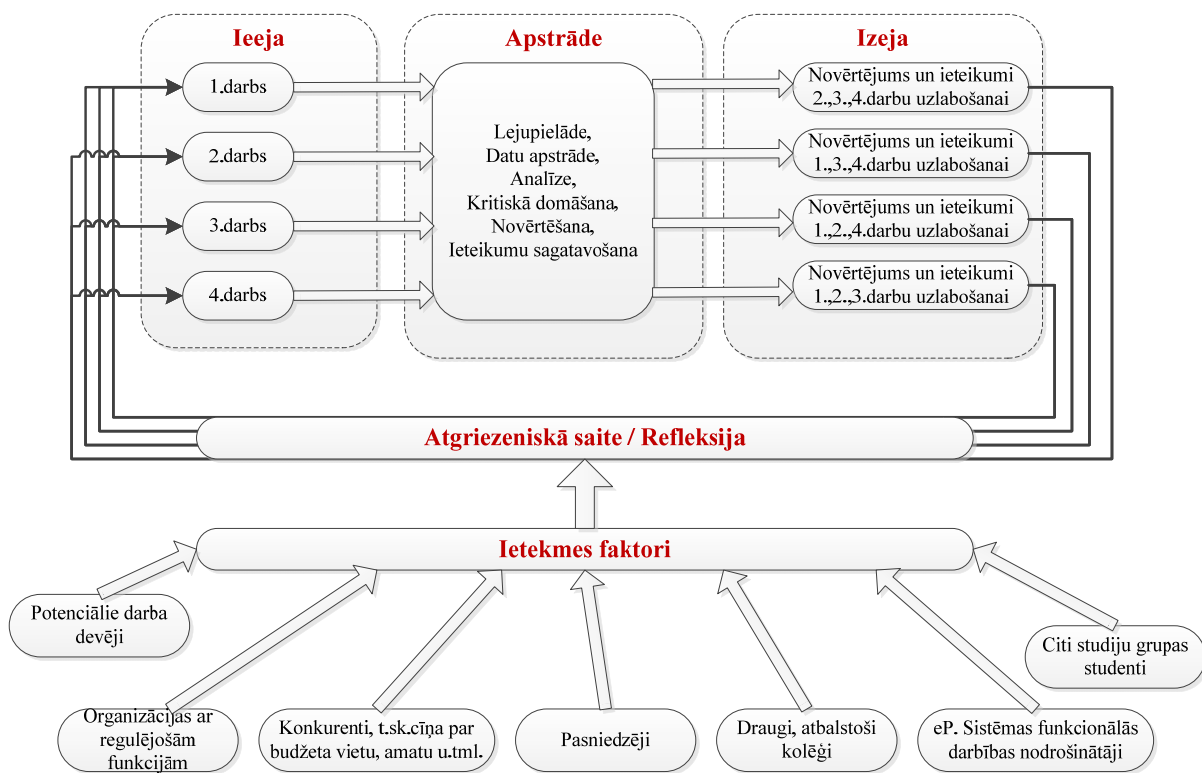 Ieeja
Apstrāde
Izeja
1.darbs
2.darbs
3.darbs
4.darbs
Lejupielāde,
Datu apstrāde,
Analīze,
Kritiskā domāšana,
Novērtēšana,
Ieteikumu sagatavošana
Novērtējums un ieteikumi
2.,3.,4.darbu uzlabošanai
Novērtējums un ieteikumi
1.,3.,4.darbu uzlabošanai
Novērtējums un ieteikumi
1.,2.,4.darbu uzlabošanai
Novērtējums un ieteikumi
1.,2.,3.darbu uzlabošanai
Atgriezeniskā saite / Refleksija
Ietekmes faktori
Potenciālie darba
devēji
Organizācijas ar
regulējošām
funkcijām
Konkurenti, t.sk.cīņa par
budžeta vietu, amatu u.tml.
Pasniedzēji
Draugi, atbalstoši
kolēģi
eP. Sistēmas funkcionālās
darbības nodrošinātāji
Citi studiju grupas
studenti